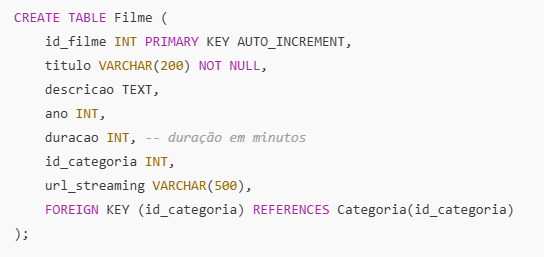 CREATE TABLE Filme (
    id_filme INT PRIMARY KEY AUTO_INCREMENT,
    titulo VARCHAR(200) NOT NULL,
    descricao TEXT,
    ano INT,
    duracao INT, -- duração em minutos
    id_categoria INT,
    url_streaming VARCHAR(500),
    FOREIGN KEY (id_categoria) REFERENCES Categoria(id_categoria)
);